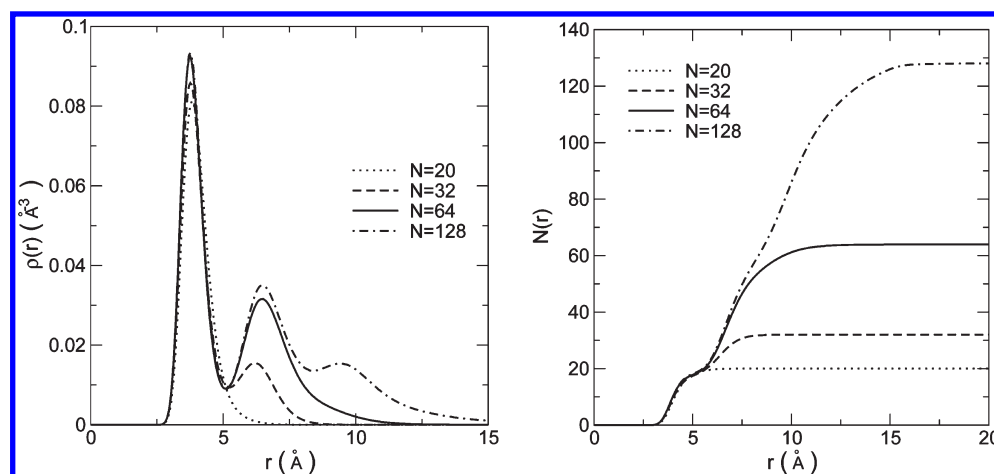 0.1
0.08
0.06
0.04
0.02
0
ρ(r) (Å⁻³)
N=20
N=32
N=64
N=128
0 5 10 15
r (Å)
140
120
100
80
60
40
20
0
N(r)
N=20
N=32
N=64
N=128
0 5 10 15 20
r (Å)